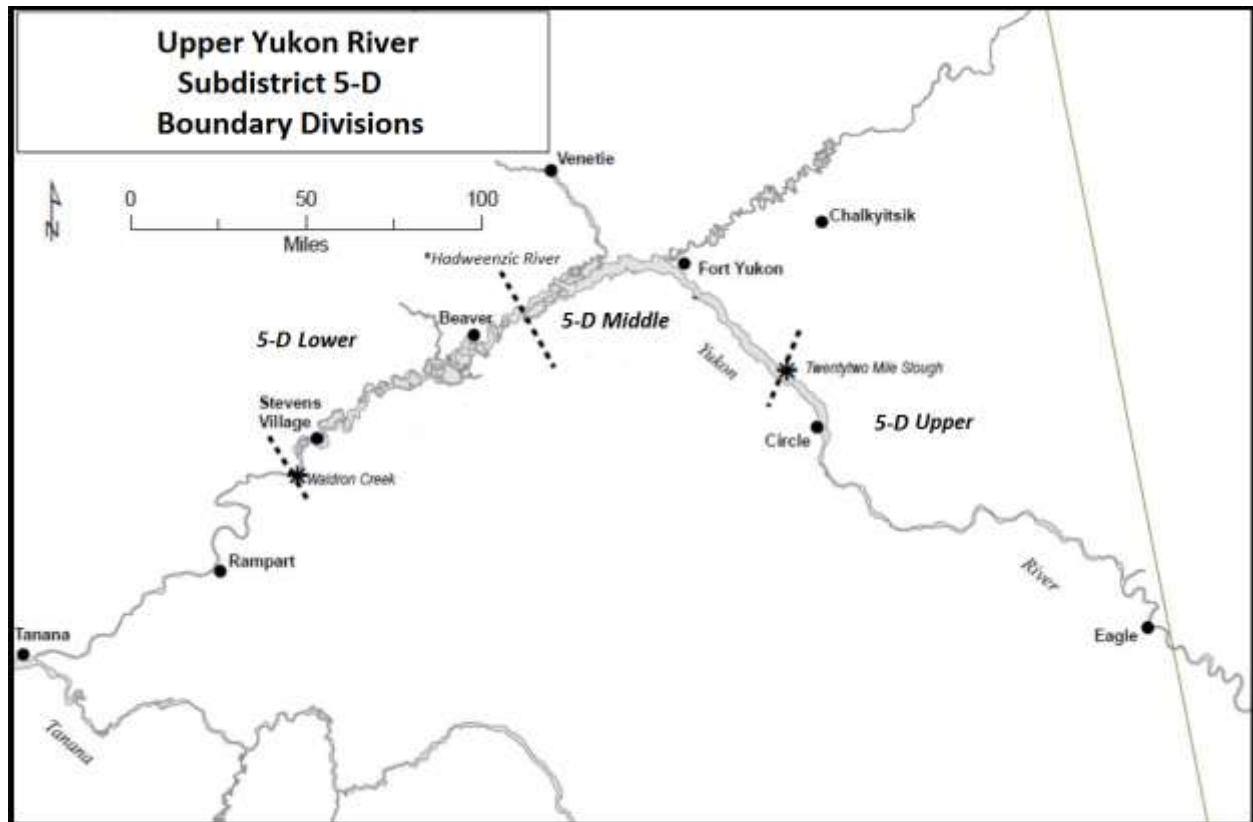 Upper Yukon River
Subdistrict 5-D
Boundary Divisions
Venetie
0
50
100
Miles
N
Chalkyitsik
*Hadweenzic River
Fort Yukon
Beaver
5-D Middle
5-D Lower
Yukon
Twentytwo Mile Slough
Stevens
Village
5-D Upper
Circle
Waldron Creek
Rampart
River
Tanana
Eagle
Tanana